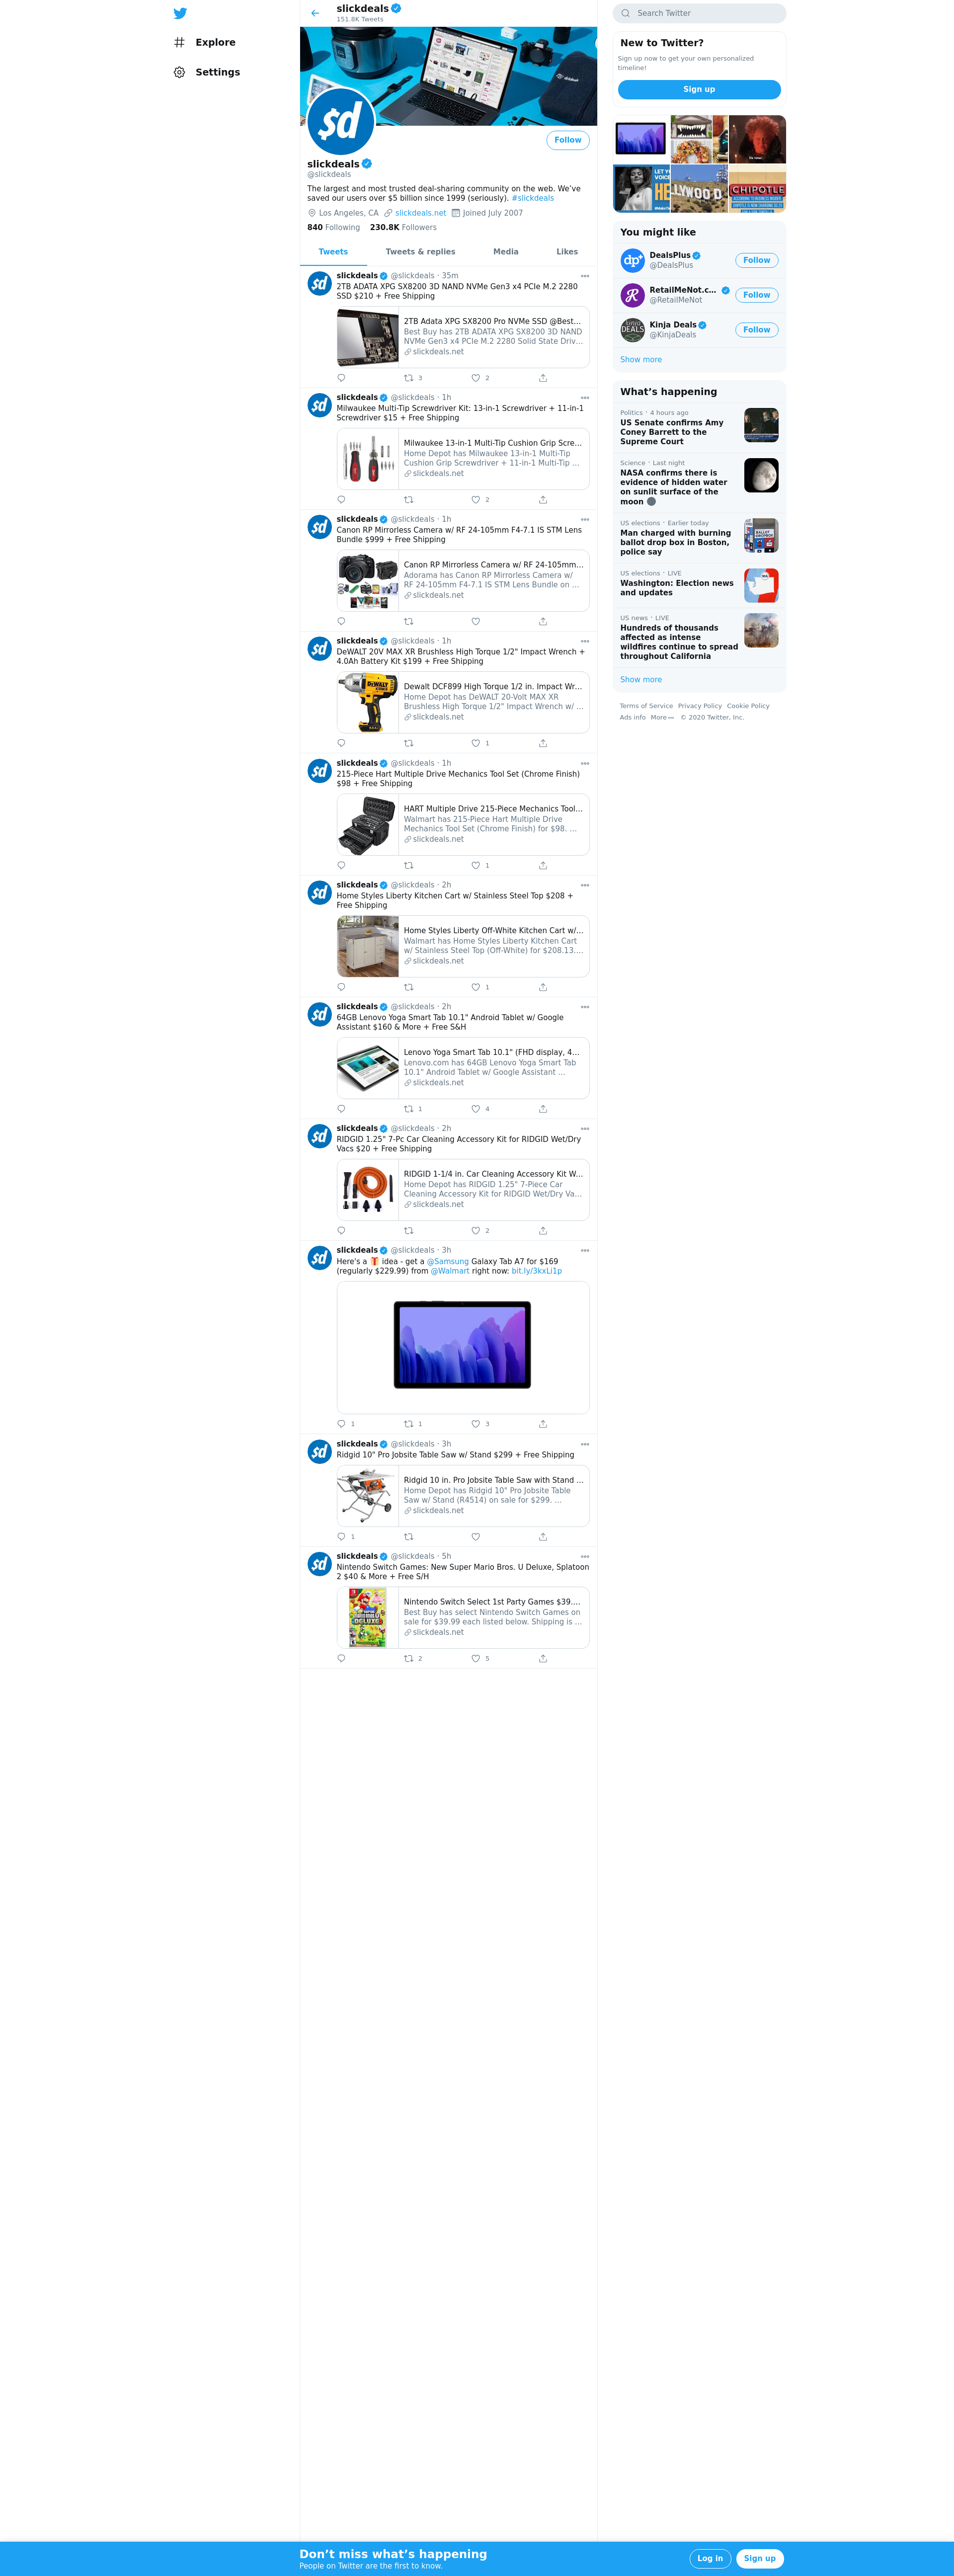 Explore
Settings
slickdeals
151.8K Tweets
Follow
slickdeals
@slickdeals
The largest and most trusted deal-sharing community on the web. We've
saved our users over $5 billion since 1999 (seriously). #slickdeals
Los Angeles, CA slickdeals.net Joined July 2007
840 Following 230.8K Followers
Tweets Tweets & replies Media Likes
slickdeals @slickdeals · 35m
2TB ADATA XPG SX8200 3D NAND NVMe Gen3 x4 PCIe M.2 2280
SSD $210 + Free Shipping
2TB Adata XPG SX8200 Pro NVMe SSD @Best...
Best Buy has 2TB ADATA XPG SX8200 3D NAND
NVMe Gen3 x4 PCIe M.2 2280 Solid State Driv...
slickdeals.net
3 2
slickdeals @slickdeals · 1h
Milwaukee Multi-Tip Screwdriver Kit: 13-in-1 Screwdriver + 11-in-1
Screwdriver $15 + Free Shipping
Milwaukee 13-in-1 Multi-Tip Cushion Grip Scre...
Home Depot has Milwaukee 13-in-1 Multi-Tip
Cushion Grip Screwdriver + 11-in-1 Multi-Tip ...
slickdeals.net
2
slickdeals @slickdeals · 1h
Canon RP Mirrorless Camera w/ RF 24-105mm F4-7.1 IS STM Lens
Bundle $999 + Free Shipping
Canon RP Mirrorless Camera w/ RF 24-105mm...
Adorama has Canon RP Mirrorless Camera w/
RF 24-105mm F4-7.1 IS STM Lens Bundle on ...
slickdeals.net
slickdeals @slickdeals · 1h
DeWALT 20V MAX XR Brushless High Torque 1/2" Impact Wrench +
4.0Ah Battery Kit $199 + Free Shipping
DEWALT
Dewalt DCF899 High Torque 1/2 in. Impact Wr...
Home Depot has DeWALT 20-Volt MAX XR
Brushless High Torque 1/2" Impact Wrench w/ ...
slickdeals.net
1
slickdeals @slickdeals · 1h
215-Piece Hart Multiple Drive Mechanics Tool Set (Chrome Finish)
$98 + Free Shipping
HART Multiple Drive 215-Piece Mechanics Tool...
Walmart has 215-Piece Hart Multiple Drive
Mechanics Tool Set (Chrome Finish) for $98. ...
slickdeals.net
1
slickdeals @slickdeals · 2h
Home Styles Liberty Kitchen Cart w/ Stainless Steel Top $208 +
Free Shipping
Home Styles Liberty Off-White Kitchen Cart w/...
Walmart has Home Styles Liberty Kitchen Cart
w/ Stainless Steel Top (Off-White) for $208.13....
slickdeals.net
1
slickdeals @slickdeals · 2h
64GB Lenovo Yoga Smart Tab 10.1" Android Tablet w/ Google
Assistant $160 & More + Free S&H
Lenovo Yoga Smart Tab 10.1" (FHD display, 4...
Lenovo.com has 64GB Lenovo Yoga Smart Tab
10.1" Android Tablet w/ Google Assistant ...
slickdeals.net
1 4
slickdeals @slickdeals · 2h
RIDGID 1.25" 7-Pc Car Cleaning Accessory Kit for RIDGID Wet/Dry
Vacs $20 + Free Shipping
RIDGID 1-1/4 in. Car Cleaning Accessory Kit W...
Home Depot has RIDGID 1.25" 7-Piece Car
Cleaning Accessory Kit for RIDGID Wet/Dry Va...
slickdeals.net
2
slickdeals @slickdeals · 3h
Here's a 🎁 idea - get a @Samsung Galaxy Tab A7 for $169
(regularly $229.99) from @Walmart right now: bit.ly/3kxLi1p
1 1 3
slickdeals @slickdeals · 3h
Ridgid 10" Pro Jobsite Table Saw w/ Stand $299 + Free Shipping
Ridgid 10 in. Pro Jobsite Table Saw with Stand ...
Home Depot has Ridgid 10" Pro Jobsite Table
Saw w/ Stand (R4514) on sale for $299. ...
slickdeals.net
1
slickdeals @slickdeals · 5h
Nintendo Switch Games: New Super Mario Bros. U Deluxe, Splatoon
2 $40 & More + Free S/H
Nintendo Switch Select 1st Party Games $39....
Best Buy has select Nintendo Switch Games on
sale for $39.99 each listed below. Shipping is ...
slickdeals.net
2 5
Search Twitter
New to Twitter?
Sign up now to get your own personalized
timeline!
Sign up
LYWOOD
CHIPOTLE
You might like
DealsPlus
@DealsPlus
Follow
RetailMeNot.c...
@RetailMeNot
Follow
Kinja Deals
@KinjaDeals
Follow
Show more
What's happening
Politics · 4 hours ago
US Senate confirms Amy
Coney Barrett to the
Supreme Court
Science · Last night
NASA confirms there is
evidence of hidden water
on sunlit surface of the
moon 🌑
US elections · Earlier today
Man charged with burning
ballot drop box in Boston,
police say
US elections · LIVE
Washington: Election news
and updates
US news · LIVE
Hundreds of thousands
affected as intense
wildfires continue to spread
throughout California
Show more
Terms of Service Privacy Policy Cookie Policy
Ads info More © 2020 Twitter, Inc.
Don't miss what's happening
People on Twitter are the first to know.
Log in Sign up